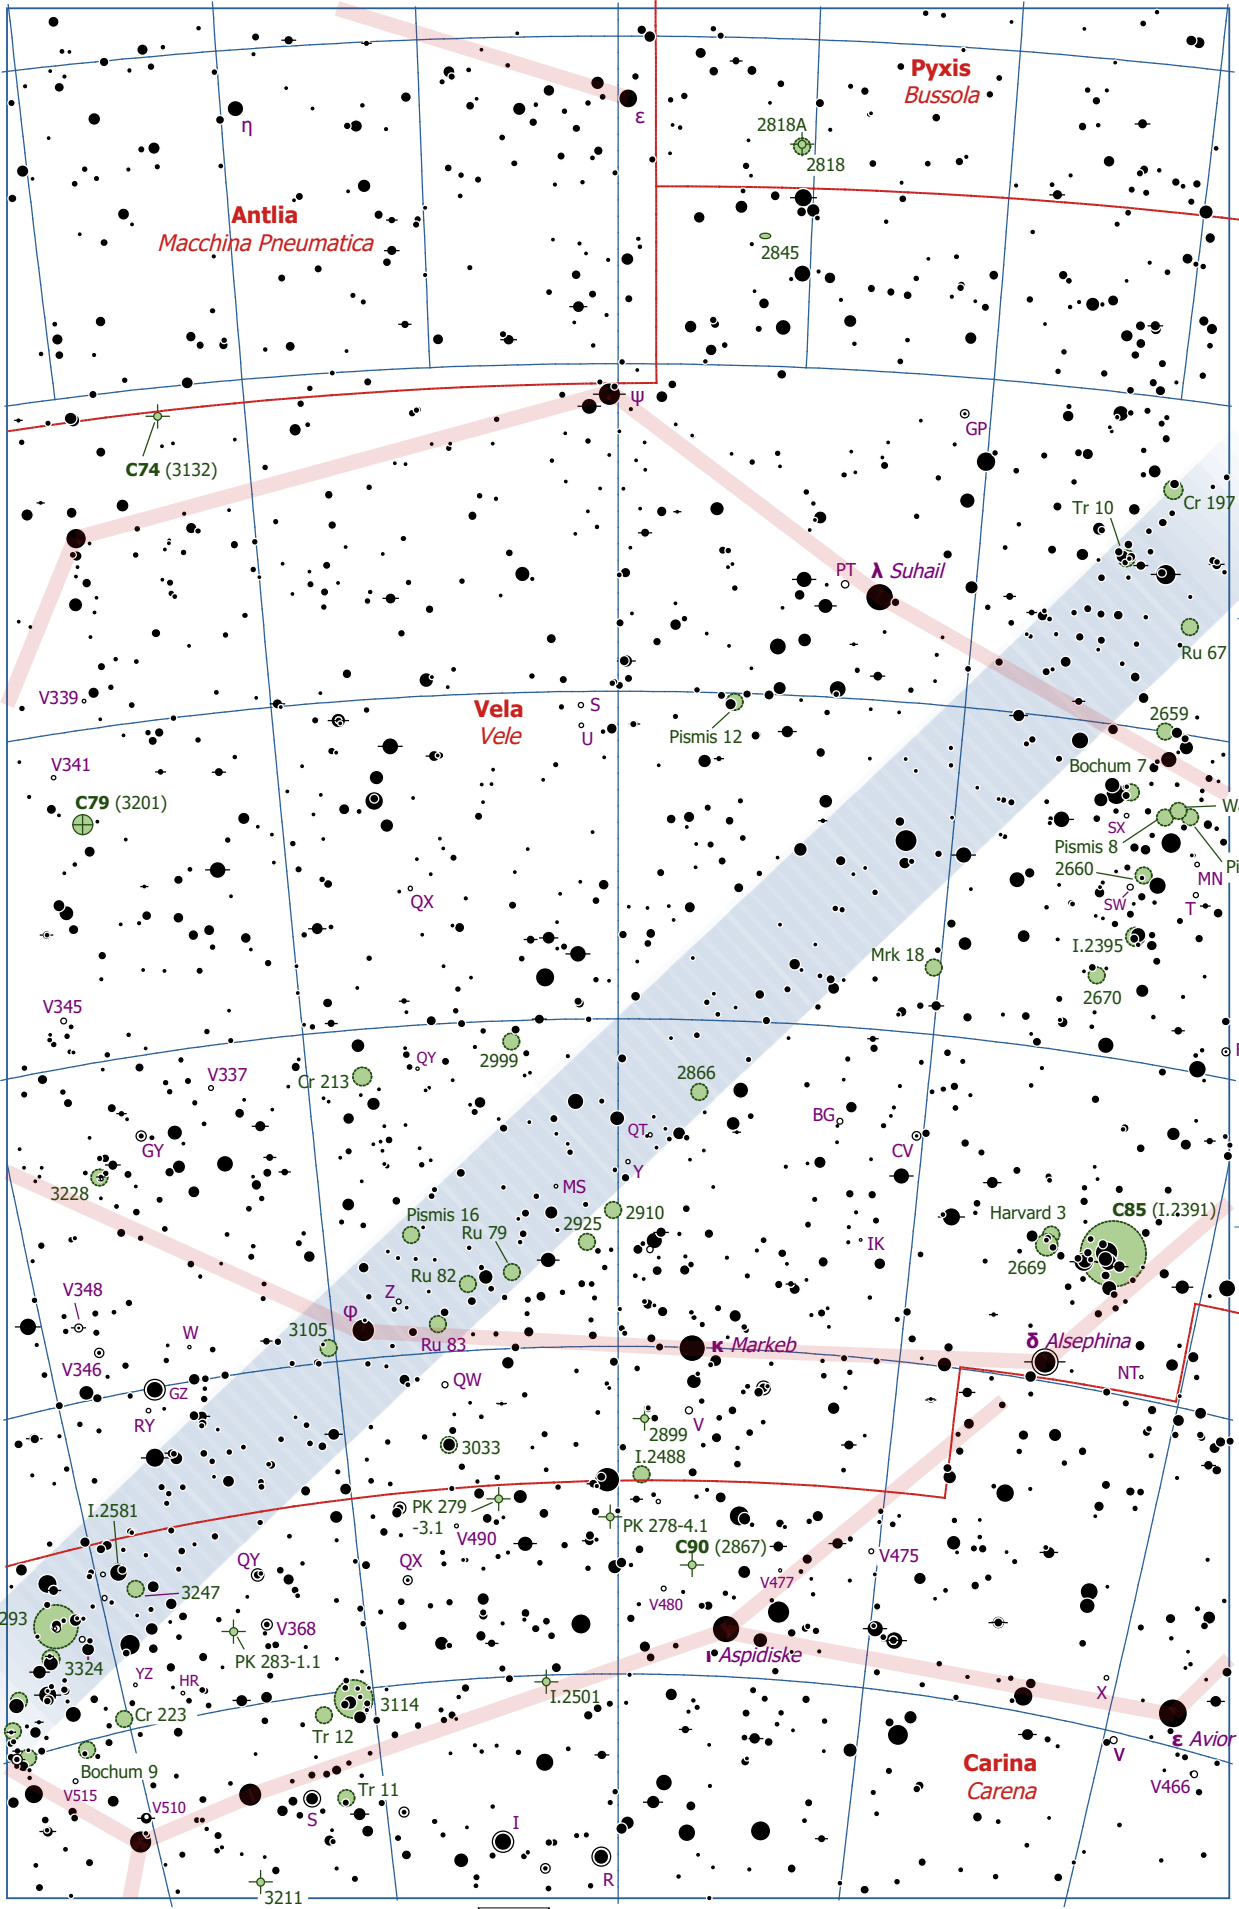 Pyxis
Bussola
ε
η
2818A
2818
Antlia
Macchina Pneumatica
2845
ψ
GP
C74 (3132)
Cr 197
Tr 10
PT
λ Suhail
Ru 67
V339
S
Vela
Vele
U
Pismis 12
2659
V341
Bochum 7
C79 (3201)
SX
Pismis 8
2660
MN
QX
SW
T
I.2395
Mrk 18
2670
V345
2999
QY
V337
Cr 213
2866
BG
QT
GY
CV
Y
3228
MS
Pismis 16
2910
Harvard 3
C85 (I.2391)
2925
Ru 79
IK
2669
Ru 82
V348
Z
φ
3105
W
Ru 83
κ Markeb
δ Alsephina
V346
GZ
QW
NT
RY
V
2899
3033
I.2488
I.2581
PK 279
-3.1
PK 278-4.1
V490
C90 (2867)
V475
QY
QX
V477
3247
V480
V368
PK 283-1.1
ι Aspidiske
3324
YZ
HR
I.2501
X
3114
Cr 223
Tr 12
ε Avior
V
Carina
Carena
Bochum 9
V466
V515
Tr 11
V510
S
I
R
3211